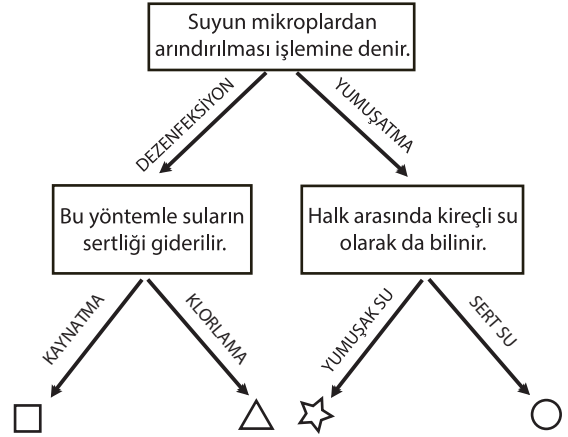 Suyun mikroplardan
arındırılması işlemine denir.
DEZENFEKSİYON
YUMUŞATMA
Bu yöntemle suların
sertliği giderilir.
Halk arasında kireçli su
olarak da bilinir.
KAYNATMA
KLORLAMA
YUMUŞAK SU
SERT SU